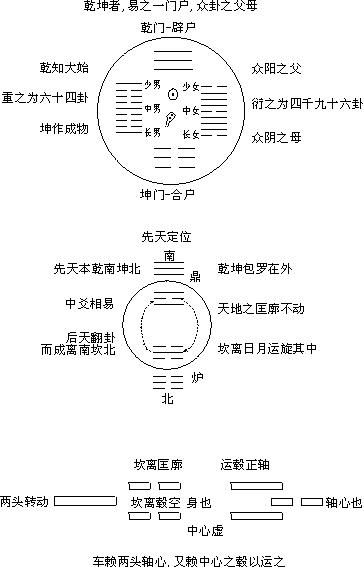 乾坤者，易之一门户，众卦之父母
乾门-辟户
乾知大始
众阳之父
少男
少女
重之为六十四卦
中男
中女
衍之为四千九十六卦
坤作成物
长男
长女
众阴之母
坤门-合户
先天定位
南
先天本乾南坤北
鼎
乾坤包罗在外
中爻相易
天地之匡廓不动
后天翻卦
而成离南坎北
坎离日月运旋其中
炉
北
坎离匡廓
运毂正轴
两头转动
坎离毂空
身也
轴心也
中心虚
车赖两头轴心，又赖中心之毂以运之